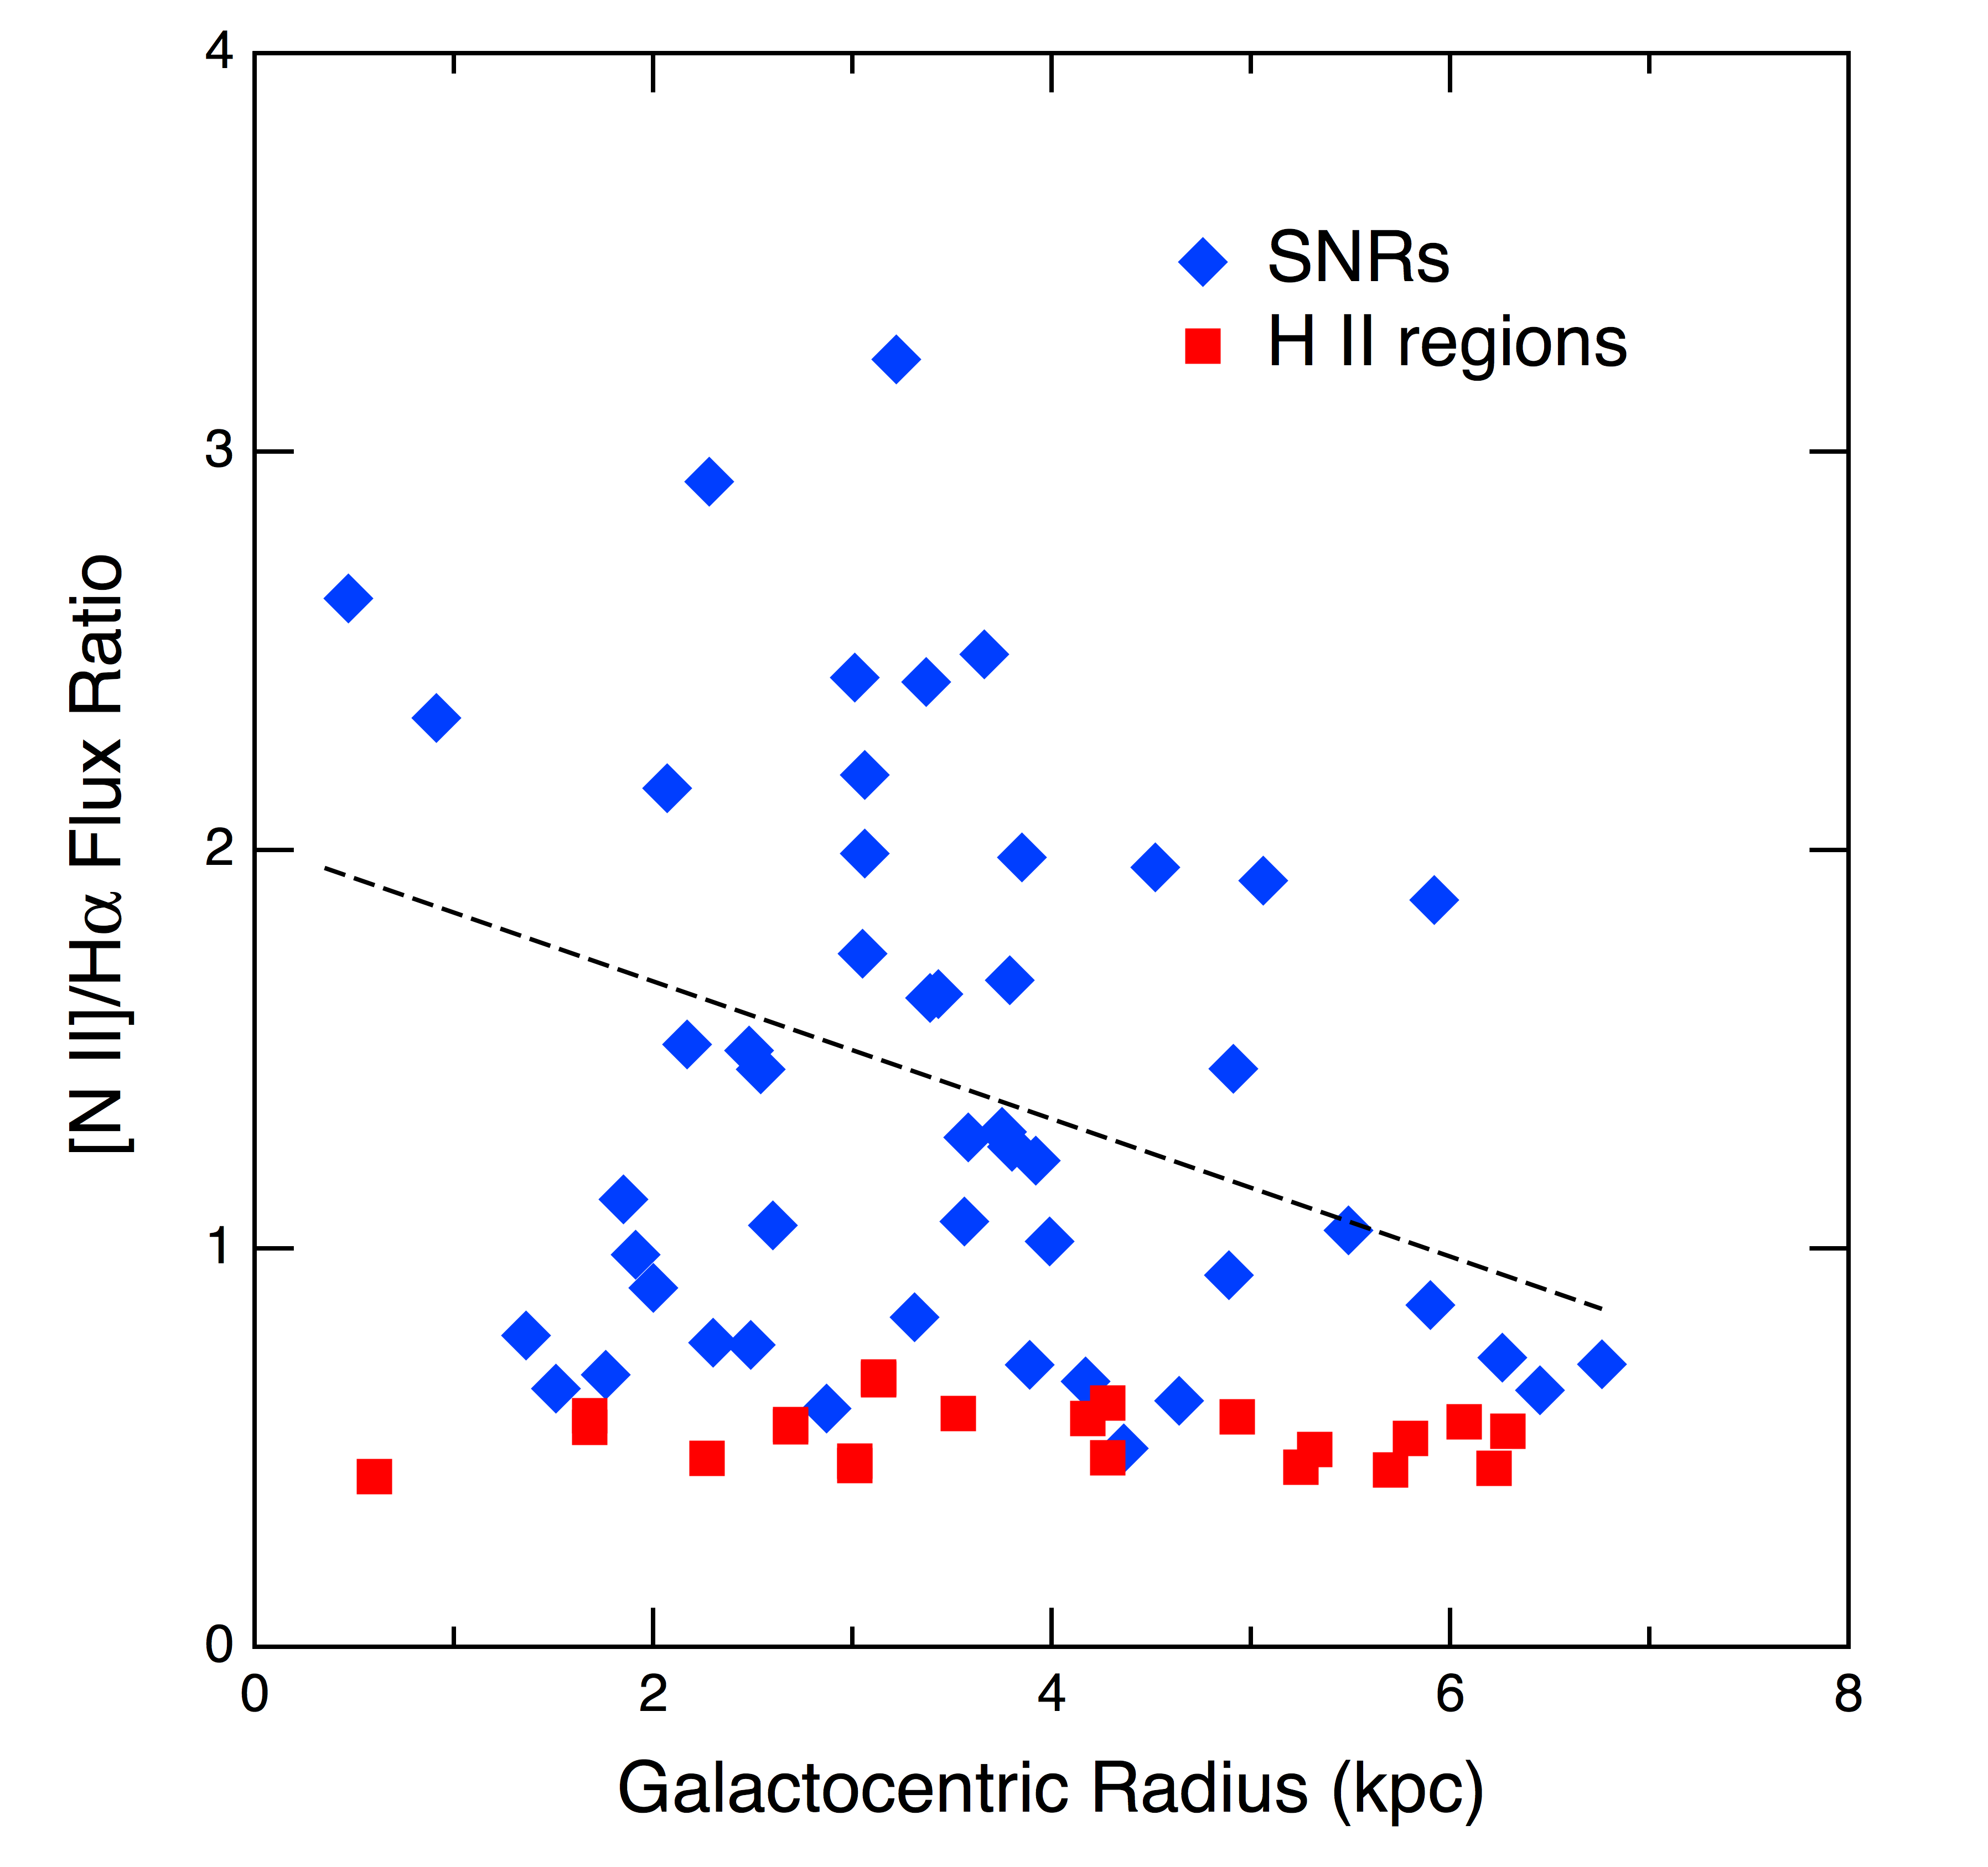 4
3
2
1
0
0 2 4 6 8
[N II]/Hα Flux Ratio
Galactocentric Radius (kpc)
SNRs
H II regions